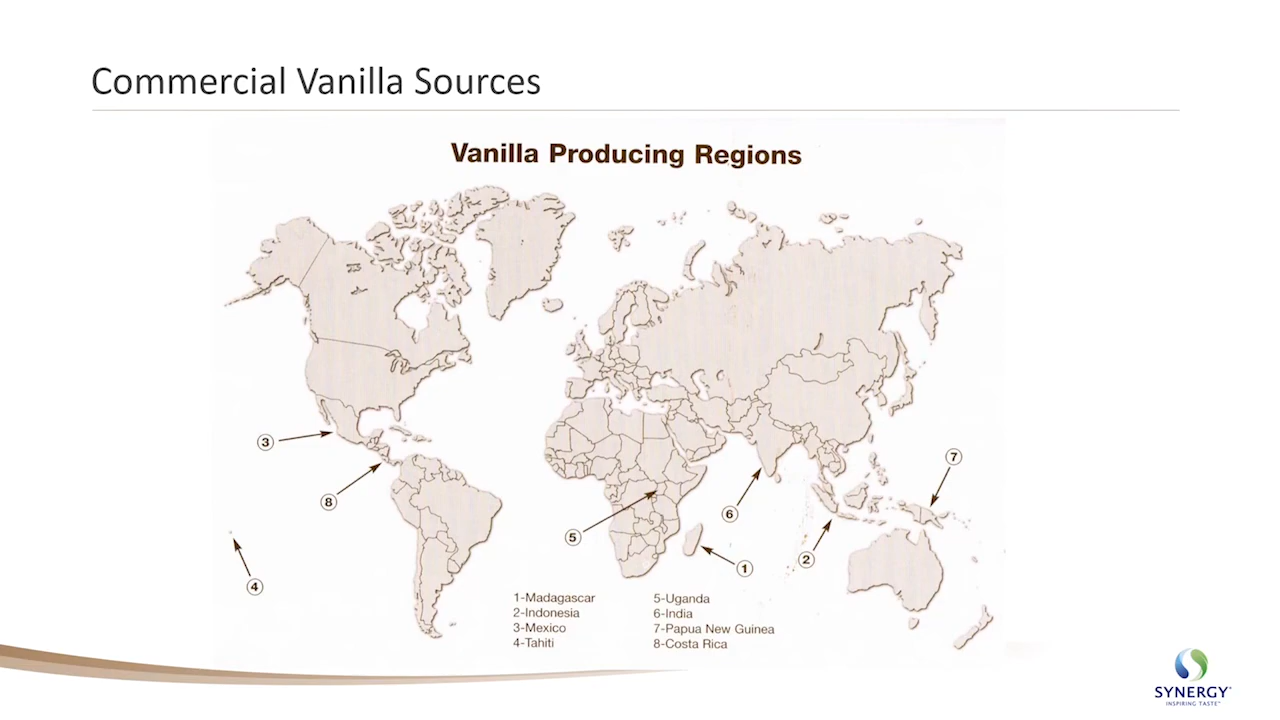 Commercial Vanilla Sources
Vanilla Producing Regions
3
8
4
5
6
1
2
7
1-Madagascar
2-Indonesia
3-Mexico
4-Tahiti
5-Uganda
6-India
7-Papua New Guinea
8-Costa Rica
SYNERGY
INSPIRING TASTE™